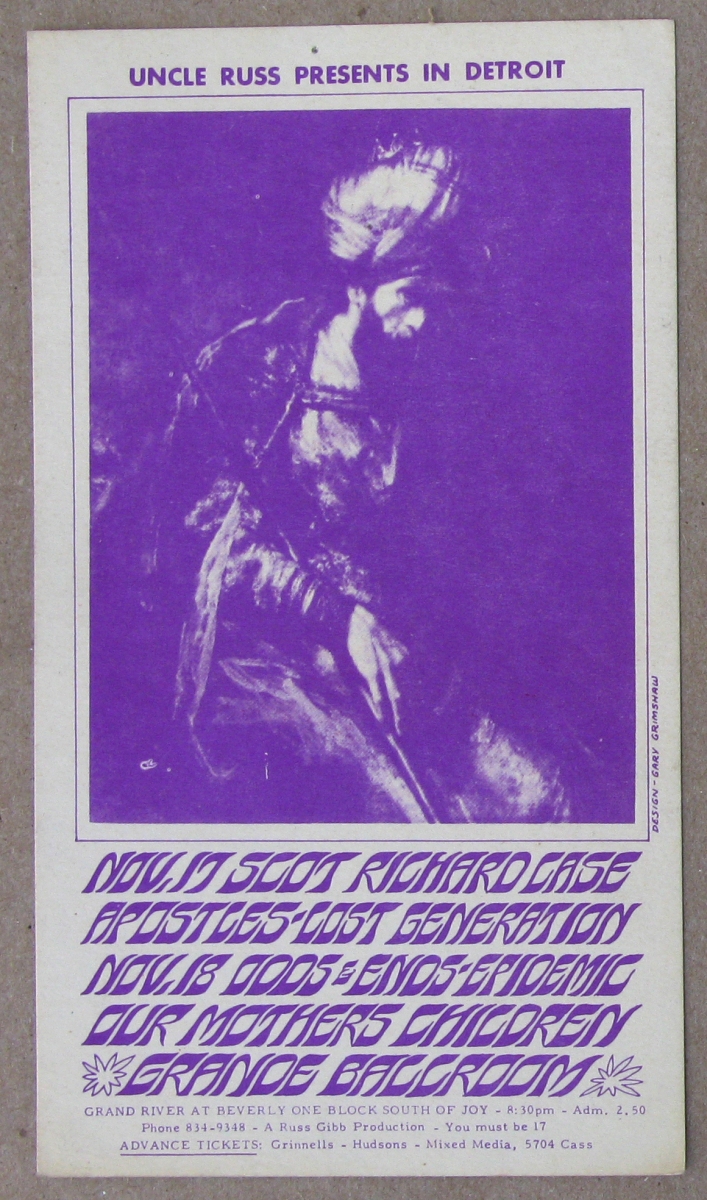 UNCLE RUSS PRESENTS IN DETROIT
DESIGN - GARY GRIMSHAW
NOV. 17 SCOT RICHARD CASE
APOSTLES-LOST GENERATION
NOV. 18 ODDS & ENDS-EPIDEMIC
OUR MOTHERS CHILDREN
GRANDE BALLROOM
GRAND RIVER AT BEVERLY ONE BLOCK SOUTH OF JOY - 8:30pm - Adm. 2.50
Phone 834-9348 - A Russ Gibb Production - You must be 17
ADVANCE TICKETS: Grinnells - Hudsons - Mixed Media, 5704 Cass